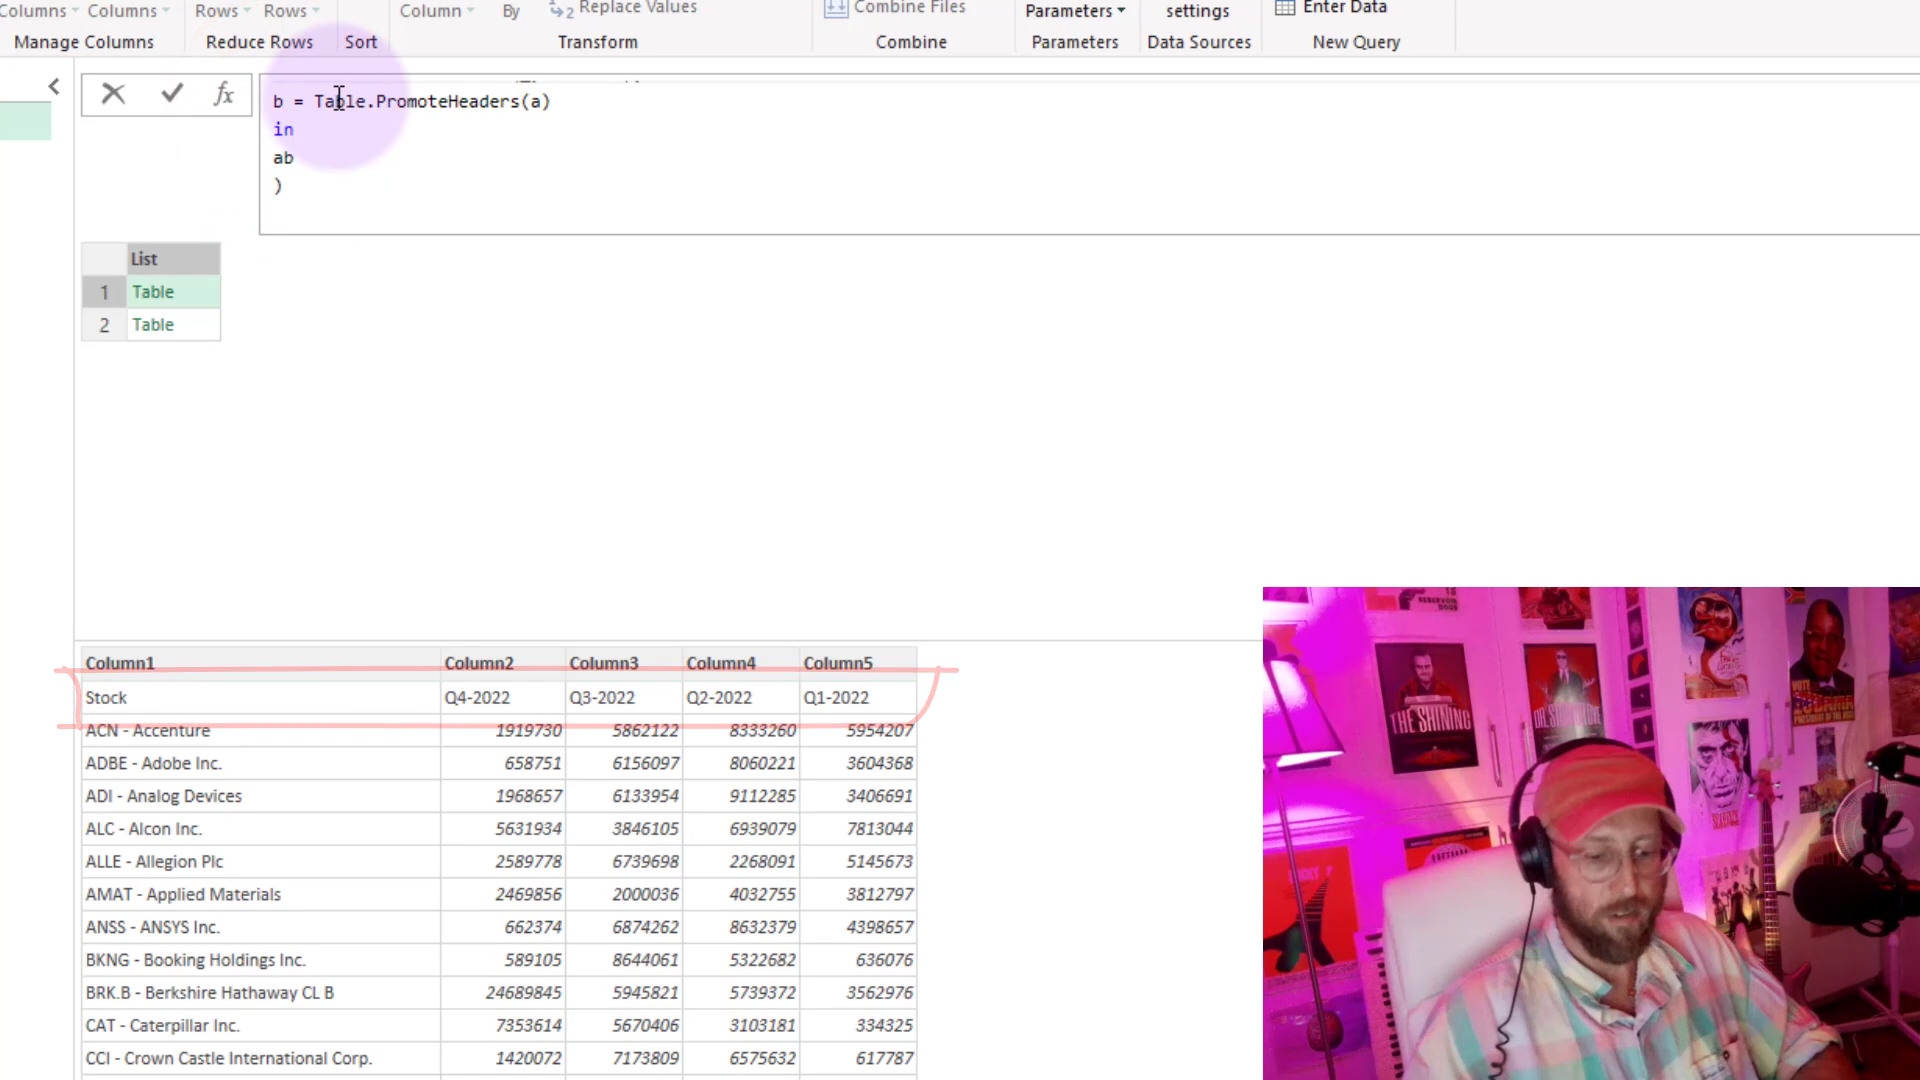 Columns Columns Rows Rows Column By Replace Values Combine Files Parameters settings Enter Data
Manage Columns Reduce Rows Sort Transform Combine Parameters Data Sources New Query
fx
b = Table.PromoteHeaders(a)
in
ab
)
List
1 Table
2 Table
Column1 Column2 Column3 Column4 Column5
Stock Q4-2022 Q3-2022 Q2-2022 Q1-2022
ACN - Accenture 1919730 5862122 8333260 5954207
ADBE - Adobe Inc. 658751 6156097 8060221 3604368
ADI - Analog Devices 1968657 6133954 9112285 3406691
ALC - Alcon Inc. 5631934 3846105 6939079 7813044
ALLE - Allegion Plc 2589778 6739698 2268091 5145673
AMAT - Applied Materials 2469856 2000036 4032755 3812797
ANSS - ANSYS Inc. 662374 6874262 8632379 4398657
BKNG - Booking Holdings Inc. 589105 8644061 5322682 636076
BRK.B - Berkshire Hathaway CL B 24689845 5945821 5739372 3562976
CAT - Caterpillar Inc. 7353614 5670406 3103181 334325
CCI - Crown Castle International Corp. 1420072 7173809 6575632 617787
RESERVOIR
DOGS
THE SHINING
VOTE